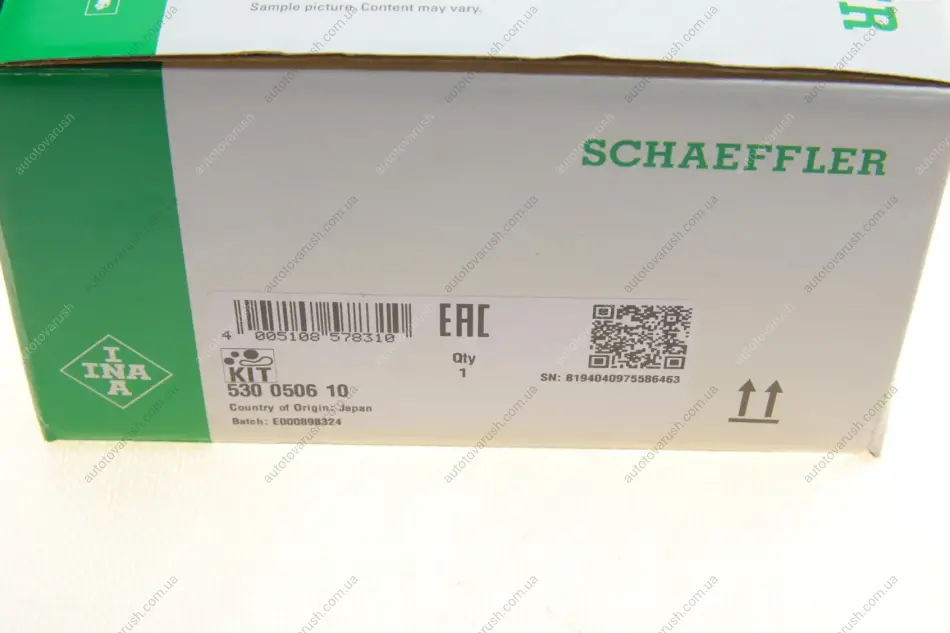 Sample picture. Content may vary.
R
SCHAEFFLER
4 005108 578310
EAC
Qty
1
SN: 8194040975586463
KIT
530 0506 10
Country of Origin: Japan
Batch: E000898324
INA
INA
autotovarush.com.ua